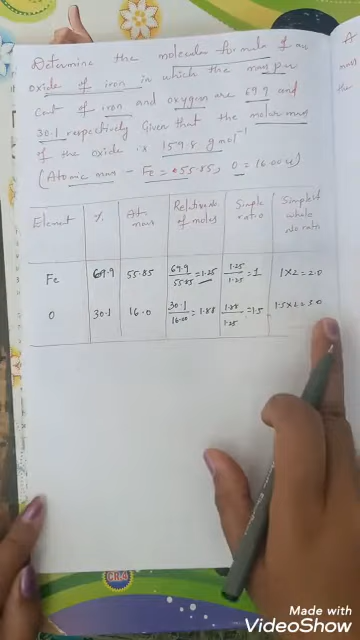 Determine the molecular formula of an
oxide of iron in which the mass per
cent of iron and oxygen are 69.9 and
30.1 respectively Given that the molar mass
of the oxide is 159.8 g mol⁻¹
(Atomic mass - Fe = 55.85, O = 16.00 u)
Element % At mass Relative no of moles Simple ratio Simplest whole no ratio
Fe 69.9 55.85 69.9/55.85 = 1.25 1.25/1.25 = 1 1×2 = 2.0
O 30.1 16.0 30.1/16.00 = 1.88 1.88/1.25 = 1.5 1.5×2 = 3.0
A
mass
the
Made with
VideoShow